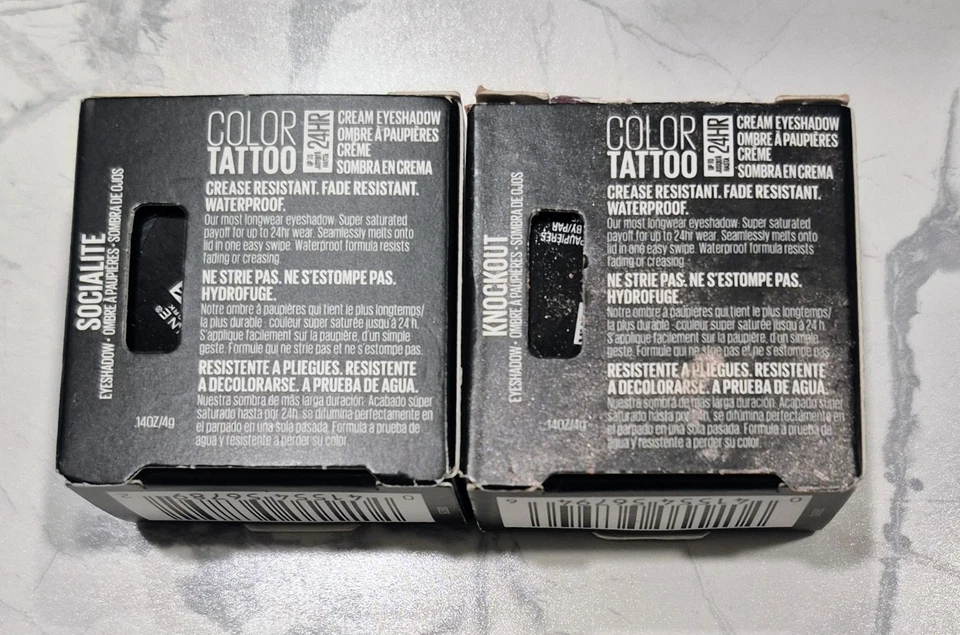 COLOR
TATTOO
UP TO
JUSQU'À
HASTA
24HR
CREAM EYESHADOW
OMBRE À PAUPIÈRES
CRÈME
SOMBRA EN CREMA
CREASE RESISTANT. FADE RESISTANT.
WATERPROOF.
Our most longwear eyeshadow. Super saturated
payoff for up to 24hr wear. Seamlessly melts onto
lid in one easy swipe. Waterproof formula resists
fading or creasing
NE STRIE PAS. NE S'ESTOMPE PAS.
HYDROFUGE.
Notre ombre à paupières qui tient le plus longtemps/
la plus durable : couleur super saturée jusqu'à 24 h.
S'applique facilement sur la paupière, d'un simple
geste. Formule qui ne strie pas et ne s'estompe pas.
RESISTENTE A PLIEGUES. RESISTENTE
A DECOLORARSE. A PRUEBA DE AGUA.
Nuestra sombra de más larga duración. Acabado súper
saturado hasta por 24h, se difumina perfectamente en
el parpado en una sola pasada. Formula a prueba de
agua y resistente a perder su color.
SOCIALITE
EYESHADOW • OMBRE À PAUPIÈRES • SOMBRA DE OJOS
.14OZ/4g
COLOR
TATTOO
UP TO
JUSQU'À
HASTA
24HR
CREAM EYESHADOW
OMBRE À PAUPIÈRES
CRÈME
SOMBRA EN CREMA
CREASE RESISTANT. FADE RESISTANT.
WATERPROOF.
Our most longwear eyeshadow. Super saturated
payoff for up to 24hr wear. Seamlessly melts onto
lid in one easy swipe. Waterproof formula resists
fading or creasing
NE STRIE PAS. NE S'ESTOMPE PAS.
HYDROFUGE.
Notre ombre à paupières qui tient le plus longtemps/
la plus durable : couleur super saturée jusqu'à 24 h.
S'applique facilement sur la paupière, d'un simple
geste. Formule qui ne strie pas et ne s'estompe pas.
RESISTENTE A PLIEGUES. RESISTENTE
A DECOLORARSE. A PRUEBA DE AGUA.
Nuestra sombra de más larga duración. Acabado súper
saturado hasta por 24h, se difumina perfectamente en
el parpado en una sola pasada. Formula a prueba de
agua y resistente a perder su color.
KNOCKOUT
EYESHADOW • OMBRE À PAUPIÈRES • SOMBRA DE OJOS
.14OZ/4g
PAUPIÈRES
BY/PAR